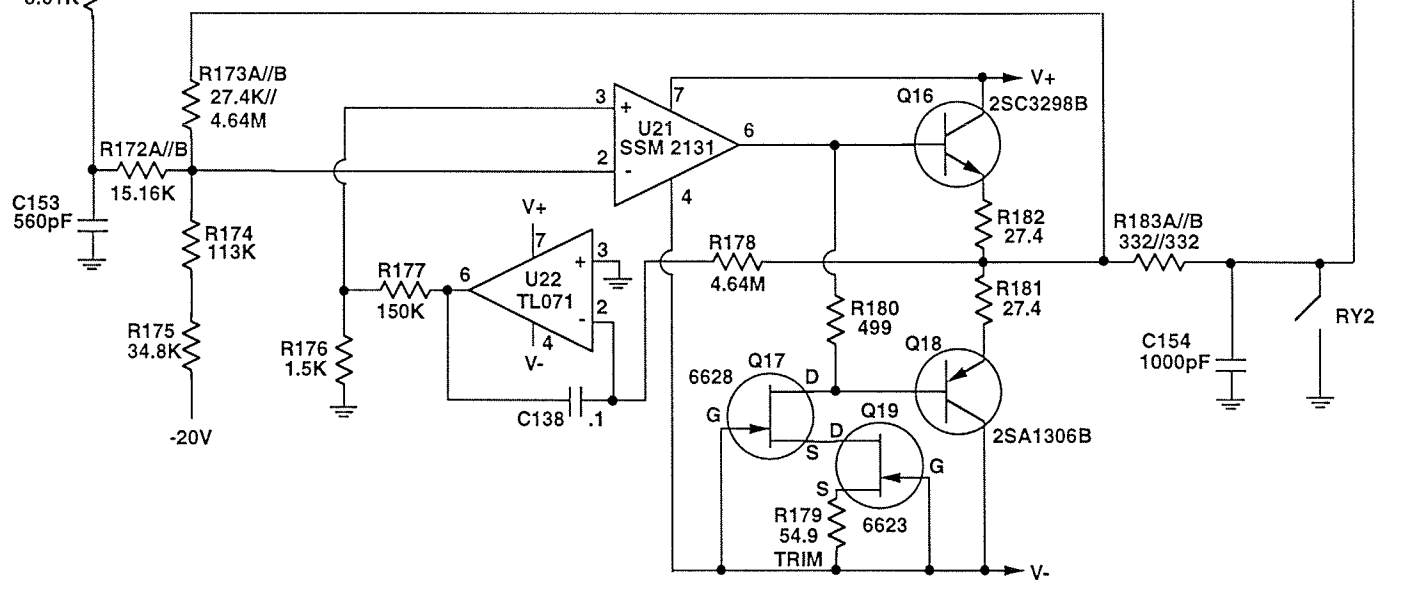 R173A//B
27.4K//
4.64M
R172A//B
15.16K
C153
560pF
R174
113K
R175
34.8K
-20V
R177
150K
R176
1.5K
V+
7
6
U22
TL071
3
+
2
-
4
V-
C138
.1
3
+
7
U21
SSM 2131
6
2
-
4
V+
Q16
2SC3298B
R182
27.4
R183A//B
332//332
R178
4.64M
R181
27.4
R180
499
Q18
2SA1306B
C154
1000pF
RY2
Q17
6628
D
G
S
Q19
D
G
S
6623
R179
54.9
TRIM
V-